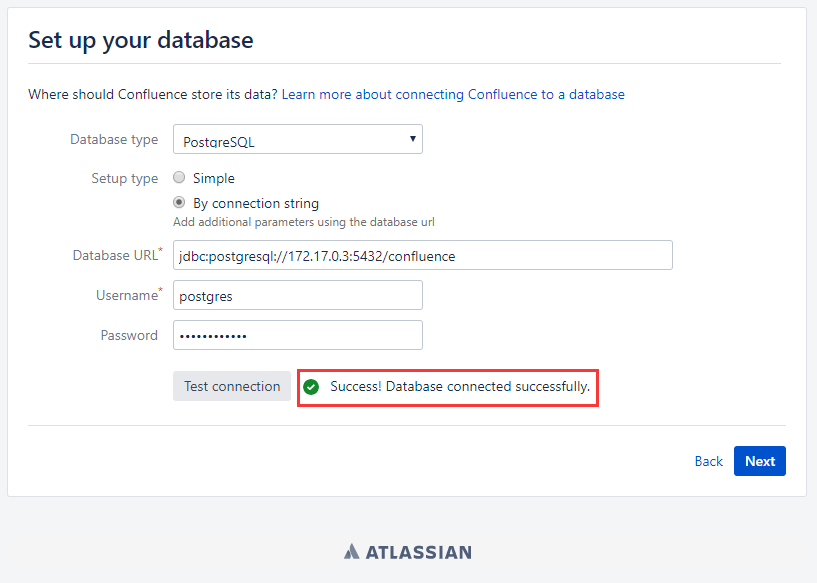 Set up your database
Where should Confluence store its data? Learn more about connecting Confluence to a database
Database type PostgreSQL
Setup type Simple
By connection string
Add additional parameters using the database url
Database URL* jdbc:postgresql://172.17.0.3:5432/confluence
Username* postgres
Password ••••••••••••
Test connection Success! Database connected successfully.
Back Next
ATLASSIAN